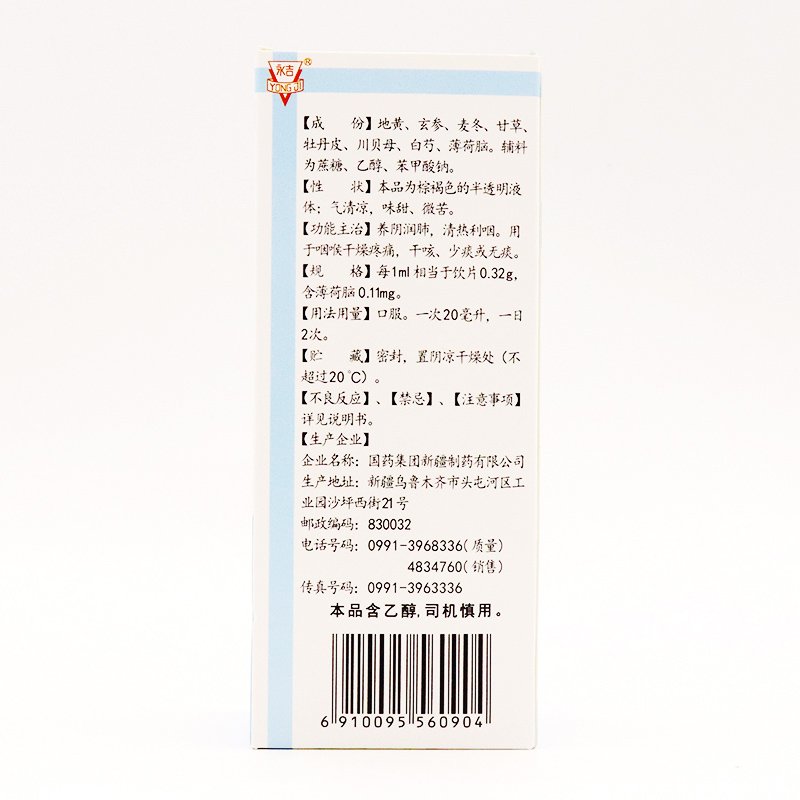 永吉®
YONG JI
【成　份】地黄、玄参、麦冬、甘草、
牡丹皮、川贝母、白芍、薄荷脑。辅料
为蔗糖、乙醇、苯甲酸钠。
【性　状】本品为棕褐色的半透明液
体；气清凉，味甜、微苦。
【功能主治】养阴润肺，清热利咽。用
于咽喉干燥疼痛，干咳、少痰或无痰。
【规　格】每1ml相当于饮片0.32g，
含薄荷脑0.11mg。
【用法用量】口服。一次20毫升，一日
2次。
【贮　藏】密封，置阴凉干燥处（不
超过20℃）。
【不良反应】、【禁忌】、【注意事项】
详见说明书。
【生产企业】
企业名称：国药集团新疆制药有限公司
生产地址：新疆乌鲁木齐市头屯河区工
业园沙坪西街21号
邮政编码：830032
电话号码：0991-3968336(质量)
4834760(销售)
传真号码：0991-3963336
本品含乙醇,司机慎用。
6 910095 560904